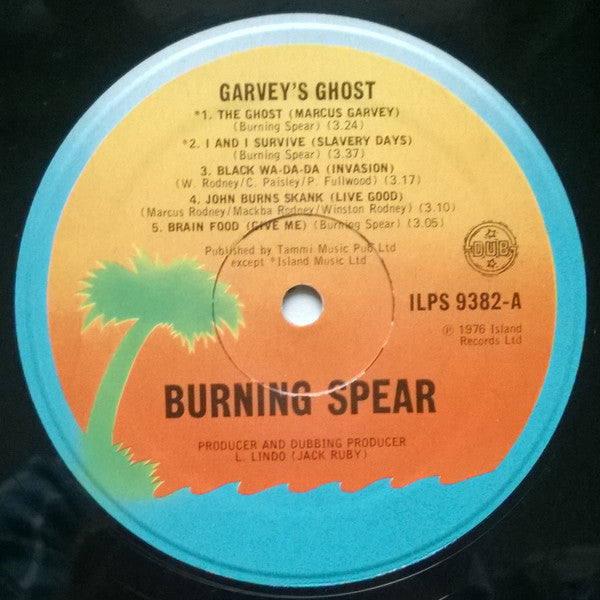 GARVEY'S GHOST
*1. THE GHOST (MARCUS GARVEY)
(Burning Spear) (3.24)
*2. I AND I SURVIVE (SLAVERY DAYS)
(Burning Spear) (3.37)
3. BLACK WA-DA-DA (INVASION)
(W. Rodney/C. Paisley/P. Fullwood) (3.17)
4. JOHN BURNS SKANK (LIVE GOOD)
(Marcus Rodney/Mackba Rodney/Winston Rodney) (3.10)
5. BRAIN FOOD (GIVE ME) (Burning Spear) (3.05)
Published by Tammi Music Pub Ltd
except *Island Music Ltd
DUB
ILPS 9382-A
℗ 1976 Island
Records Ltd
BURNING SPEAR
PRODUCER AND DUBBING PRODUCER
L. LINDO (JACK RUBY)